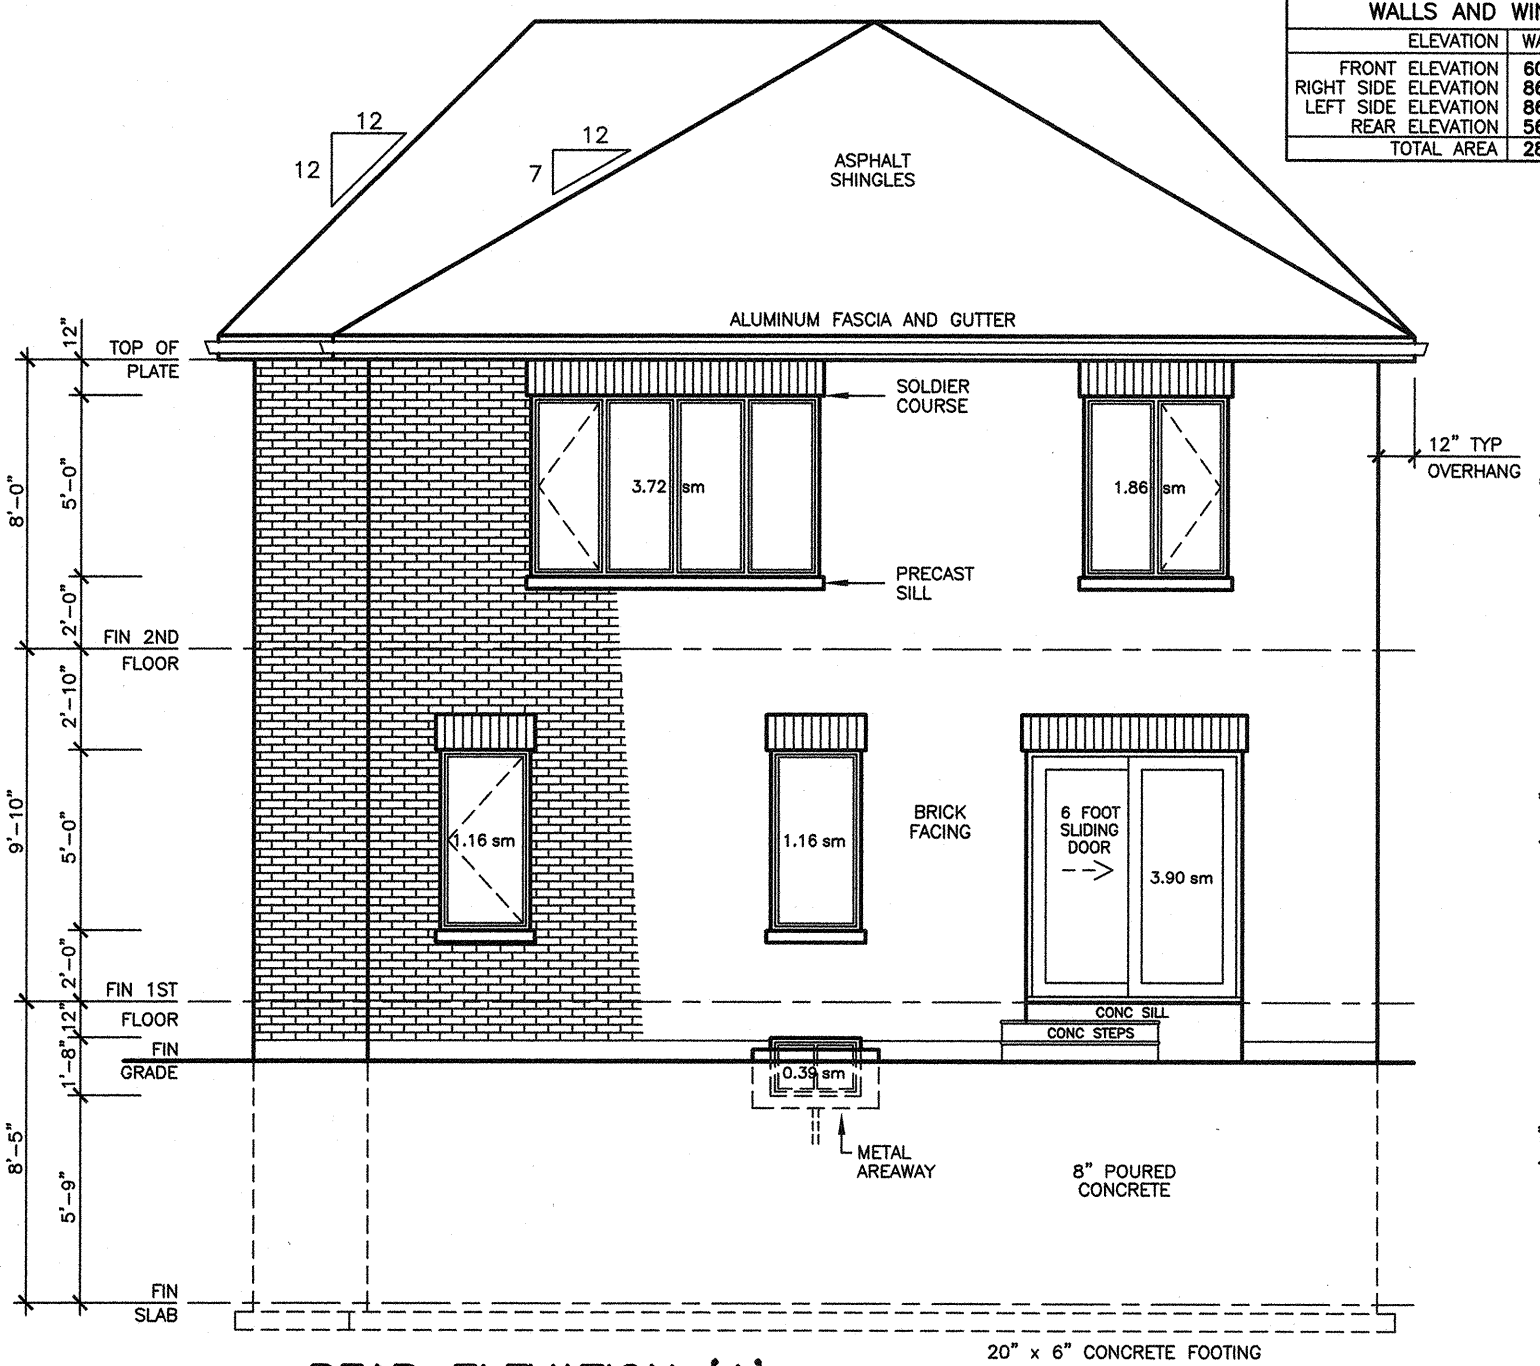 WALLS AND
ELEVATION
FRONT ELEVATION
RIGHT SIDE ELEVATION
LEFT SIDE ELEVATION
REAR ELEVATION
TOTAL AREA
12
12
12
7
ASPHALT
SHINGLES
ALUMINUM FASCIA AND GUTTER
12"
TOP OF
PLATE
SOLDIER
COURSE
12" TYP
OVERHANG
8'-0"
5'-0"
3.72 sm
1.86 sm
PRECAST
SILL
2'-0"
FIN 2ND
FLOOR
2'-10"
9'-10"
5'-0"
1.16 sm
1.16 sm
BRICK
FACING
6 FOOT
SLIDING
DOOR
3.90 sm
2'-0"
FIN 1ST
FLOOR
12"
CONC SILL
CONC STEPS
FIN
GRADE
1'-8"
0.39 sm
METAL
AREAWAY
8'-5"
5'-9"
8" POURED
CONCRETE
FIN
SLAB
20" x 6" CONCRETE FOOTING
REAR ELEVATION